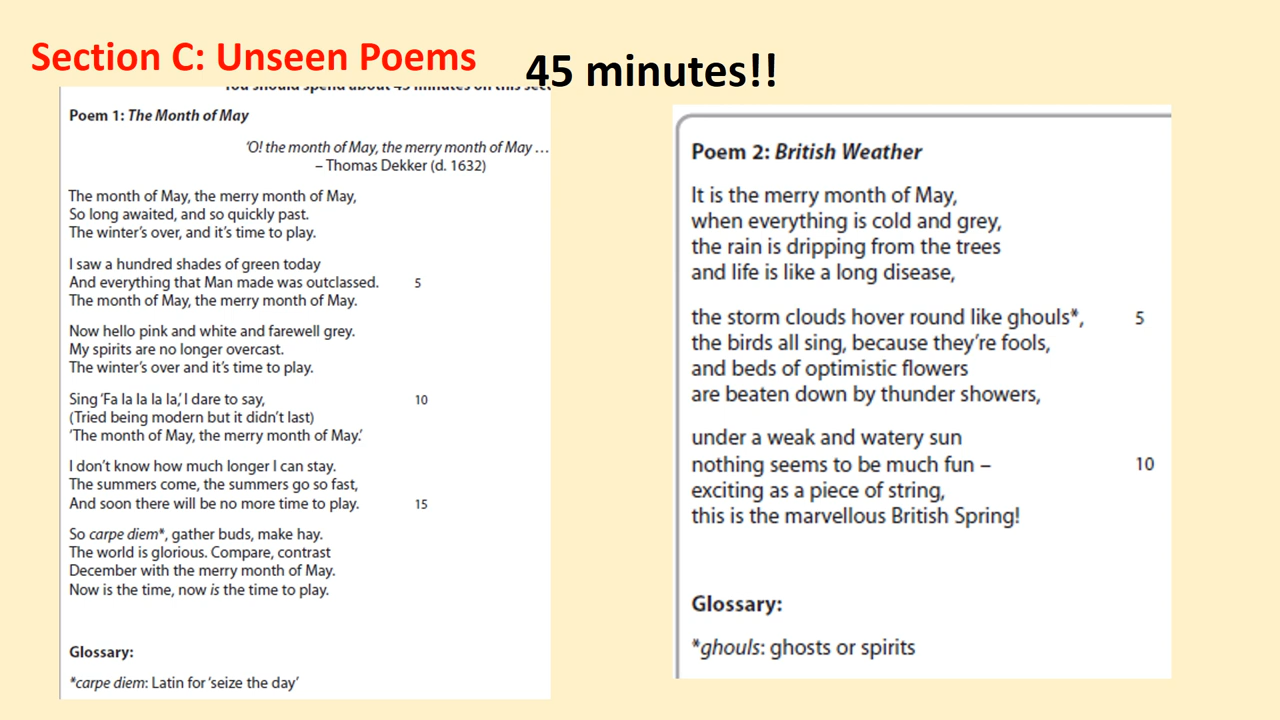 Section C: Unseen Poems
45 minutes!!
You should spend about 45 minutes on this sec
Poem 1: The Month of May
'O! the month of May, the merry month of May ...
– Thomas Dekker (d. 1632)
The month of May, the merry month of May,
So long awaited, and so quickly past.
The winter's over, and it's time to play.
I saw a hundred shades of green today
And everything that Man made was outclassed. 5
The month of May, the merry month of May.
Now hello pink and white and farewell grey.
My spirits are no longer overcast.
The winter's over and it's time to play.
Sing 'Fa la la la la,' I dare to say, 10
(Tried being modern but it didn't last)
'The month of May, the merry month of May.'
I don't know how much longer I can stay.
The summers come, the summers go so fast,
And soon there will be no more time to play. 15
So carpe diem*, gather buds, make hay.
The world is glorious. Compare, contrast
December with the merry month of May.
Now is the time, now is the time to play.
Glossary:
*carpe diem: Latin for 'seize the day'
Poem 2: British Weather
It is the merry month of May,
when everything is cold and grey,
the rain is dripping from the trees
and life is like a long disease,
the storm clouds hover round like ghouls*, 5
the birds all sing, because they're fools,
and beds of optimistic flowers
are beaten down by thunder showers,
under a weak and watery sun
nothing seems to be much fun – 10
exciting as a piece of string,
this is the marvellous British Spring!
Glossary:
*ghouls: ghosts or spirits